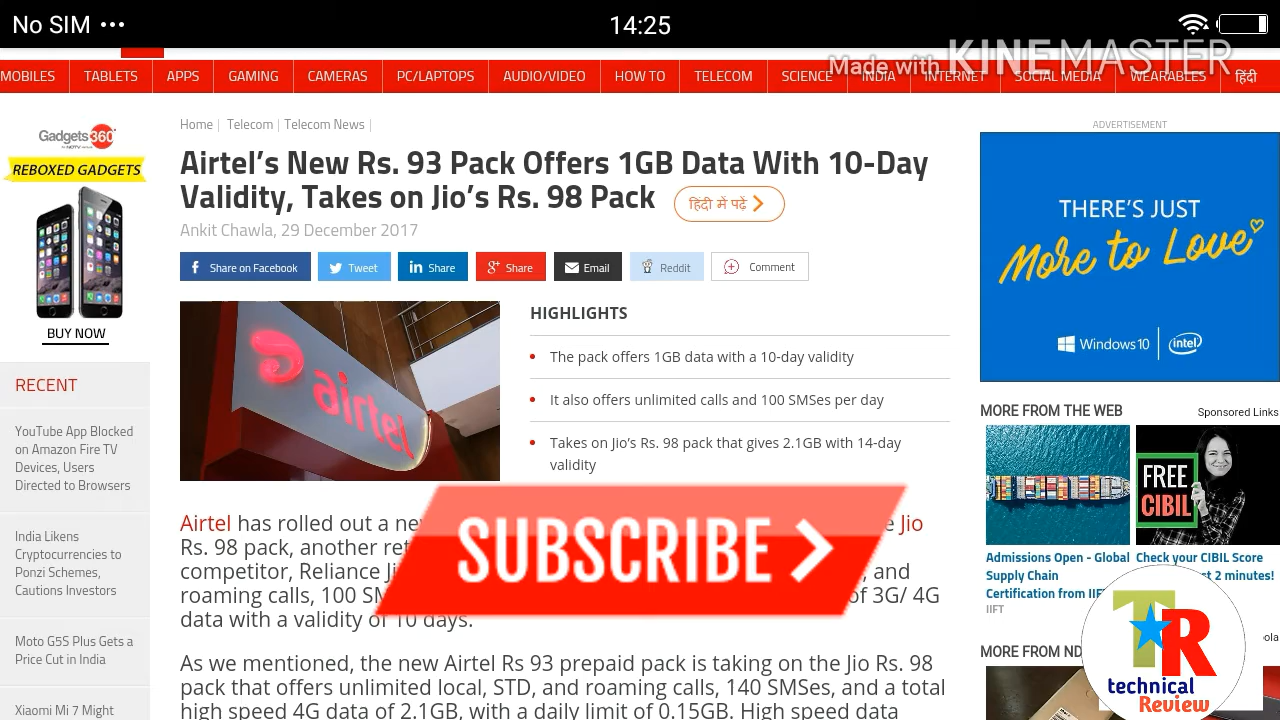 No SIM
14:25
Made with KINEMASTER
MOBILES TABLETS APPS GAMING CAMERAS PC/LAPTOPS AUDIO/VIDEO HOW TO TELECOM SCIENCE INDIA INTERNET SOCIAL MEDIA WEARABLES हिंदी
Gadgets 360
REBOXED GADGETS
BUY NOW
RECENT
YouTube App Blocked
on Amazon Fire TV
Devices, Users
Directed to Browsers
India Likens
Cryptocurrencies to
Ponzi Schemes,
Cautions Investors
Moto G5S Plus Gets a
Price Cut in India
Xiaomi Mi 7 Might
Home Telecom Telecom News
Airtel's New Rs. 93 Pack Offers 1GB Data With 10-Day
Validity, Takes on Jio's Rs. 98 Pack
हिंदी में पढ़ें
Ankit Chawla, 29 December 2017
Share on Facebook Tweet Share Share Email Reddit Comment
airtel
HIGHLIGHTS
The pack offers 1GB data with a 10-day validity
It also offers unlimited calls and 100 SMSes per day
Takes on Jio's Rs. 98 pack that gives 2.1GB with 14-day
validity
Airtel has rolled out a Jio
Rs. 98 pack, another
competitor, Reliance and
roaming calls, 100 of 3G/ 4G
data with a validity of 10 days.
SUBSCRIBE
As we mentioned, the new Airtel Rs 93 prepaid pack is taking on the Jio Rs. 98
pack that offers unlimited local, STD, and roaming calls, 140 SMSes, and a total
high speed 4G data of 2.1GB, with a daily limit of 0.15GB. High speed data
ADVERTISEMENT
THERE'S JUST
More to Love
Windows 10 intel
MORE FROM THE WEB
Sponsored Links
FREE
CIBIL
Admissions Open - Global
Supply Chain
Certification from
IIFT
Check your CIBIL Score
2 minutes!
MORE FROM
TR
technical
Review